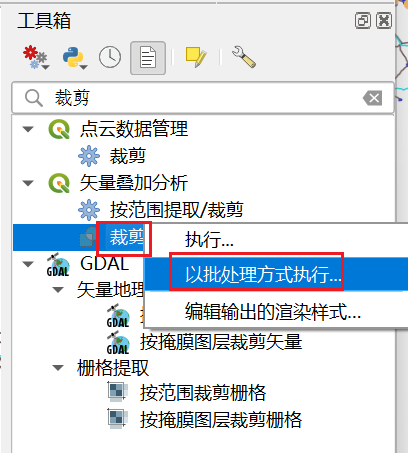 工具箱
裁剪
点云数据管理
裁剪
矢量叠加分析
按范围提取/裁剪
裁剪
执行...
GDAL
以批处理方式执行...
矢量地理
编辑输出的渲染样式...
按掩膜图层裁剪矢量
栅格提取
按范围裁剪栅格
按掩膜图层裁剪栅格